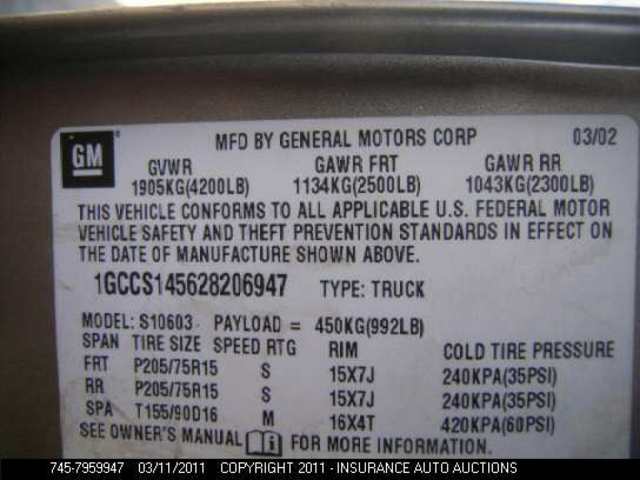 GM ® MFD BY GENERAL MOTORS CORP 03/02
GVWR GAWR FRT GAWR RR
1905KG(4200LB) 1134KG(2500LB) 1043KG(2300LB)
THIS VEHICLE CONFORMS TO ALL APPLICABLE U.S. FEDERAL MOTOR
VEHICLE SAFETY AND THEFT PREVENTION STANDARDS IN EFFECT ON
THE DATE OF MANUFACTURE SHOWN ABOVE.
1GCCS145628206947 TYPE: TRUCK
MODEL: S10603 PAYLOAD = 450KG(992LB)
SPAN TIRE SIZE SPEED RTG RIM COLD TIRE PRESSURE
FRT P205/75R15 S 15X7J 240KPA(35PSI)
RR P205/75R15 S 15X7J 240KPA(35PSI)
SPA T155/90D16 M 16X4T 420KPA(60PSI)
SEE OWNER'S MANUAL FOR MORE INFORMATION.
745-7959947 03/11/2011 COPYRIGHT 2011 - INSURANCE AUTO AUCTIONS